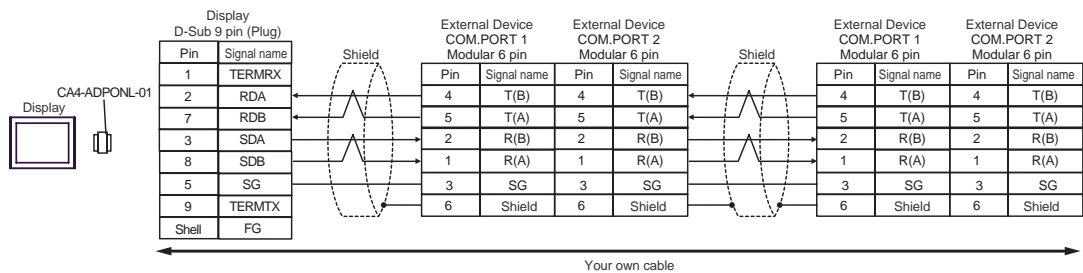 Display
D-Sub 9 pin (Plug)
Pin Signal name
1 TERMRX
2 RDA
7 RDB
3 SDA
8 SDB
5 SG
9 TERMTX
Shell FG
Display
CA4-ADPONL-01
Shield
External Device
COM.PORT 1
Modular 6 pin
External Device
COM.PORT 2
Modular 6 pin
Pin Signal name Pin Signal name
4 T(B) 4 T(B)
5 T(A) 5 T(A)
2 R(B) 2 R(B)
1 R(A) 1 R(A)
3 SG 3 SG
6 Shield 6 Shield
Shield
External Device
COM.PORT 1
Modular 6 pin
External Device
COM.PORT 2
Modular 6 pin
Pin Signal name Pin Signal name
4 T(B) 4 T(B)
5 T(A) 5 T(A)
2 R(B) 2 R(B)
1 R(A) 1 R(A)
3 SG 3 SG
6 Shield 6 Shield
Your own cable